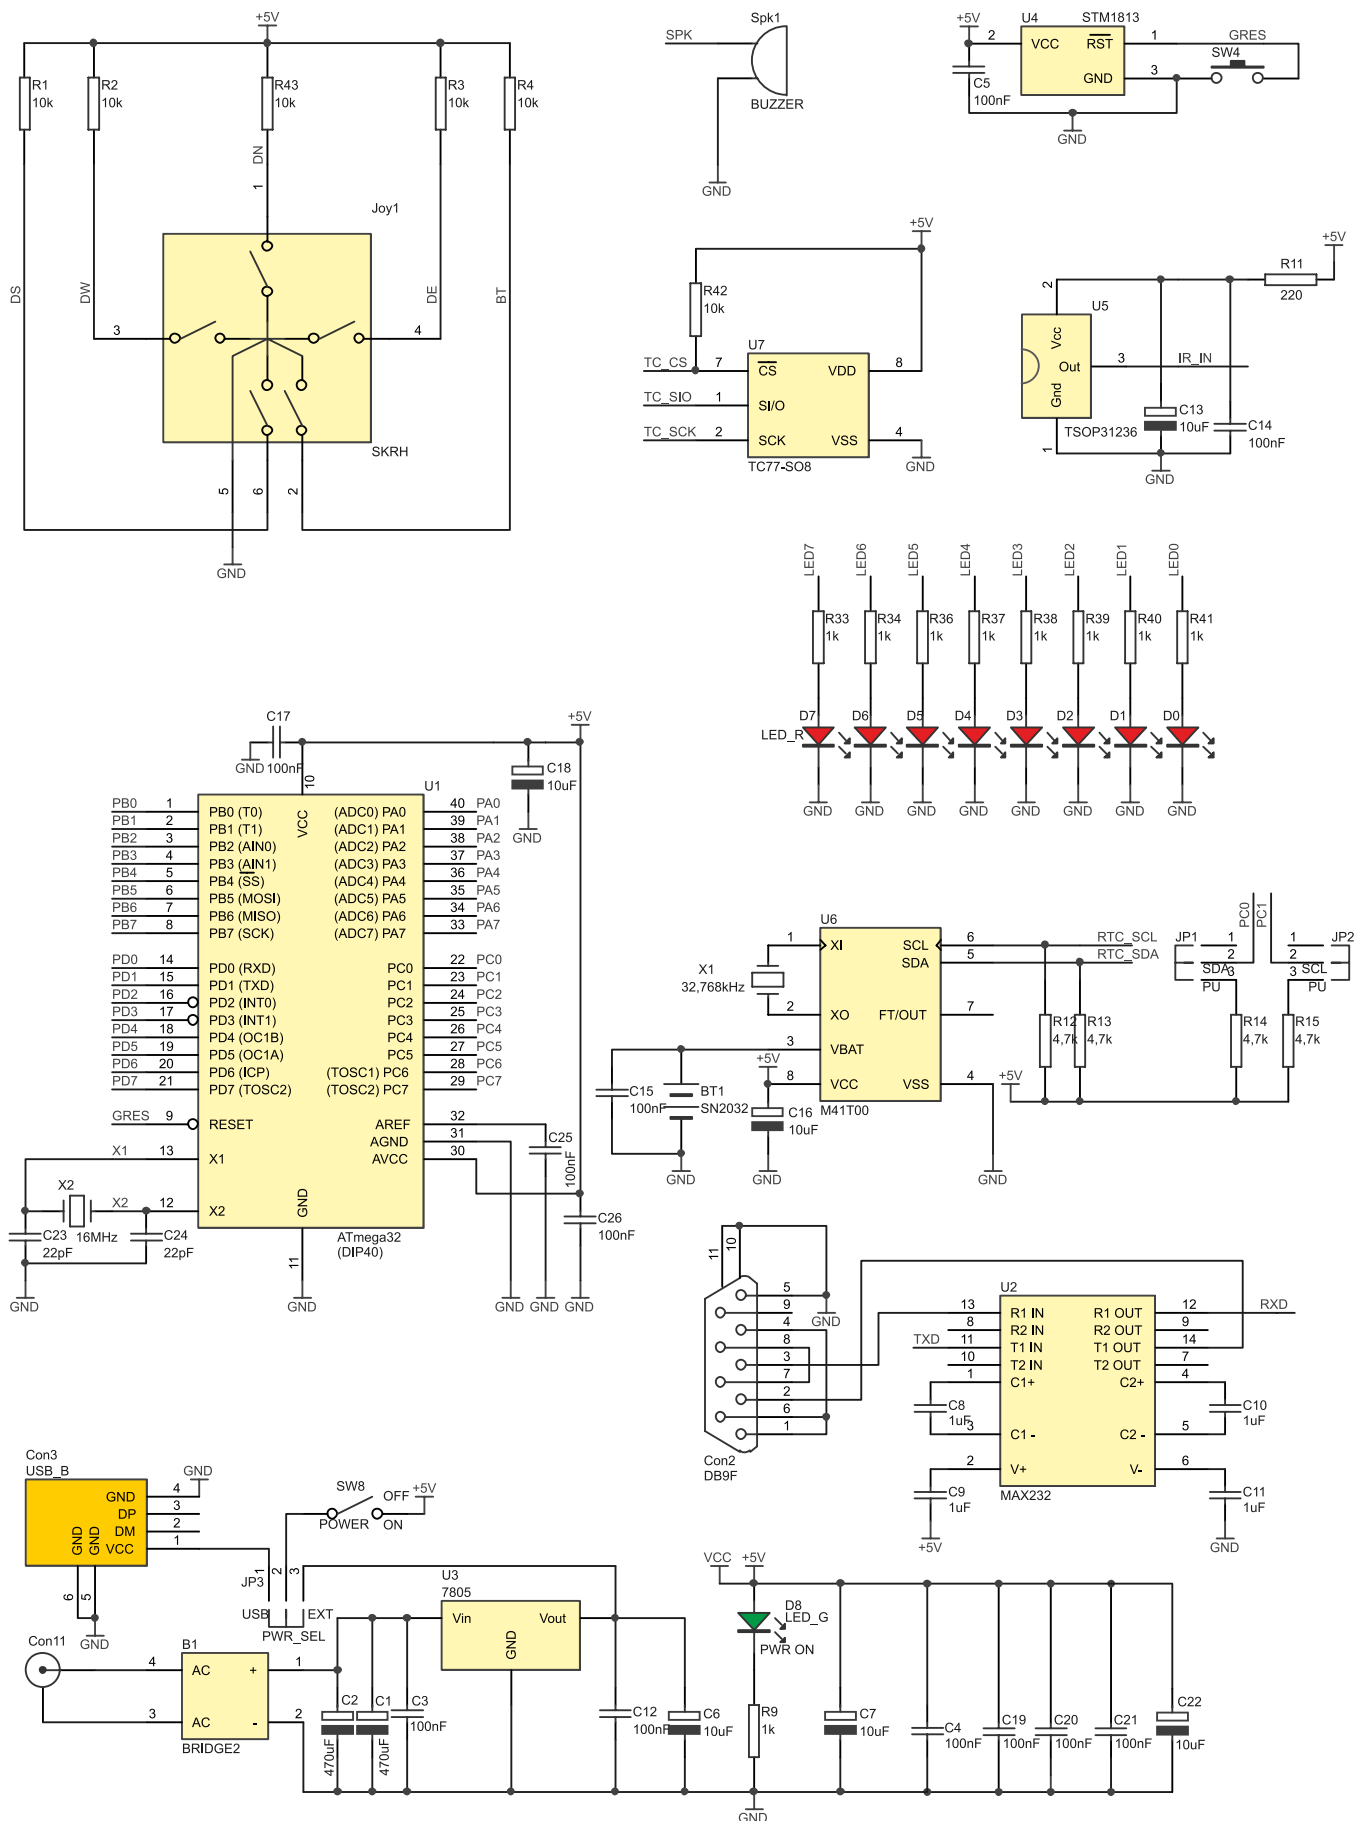 +5V
R1
10k
R2
10k
R43
10k
R3
10k
R4
10k
DN
1
Joy1
DS
DW
DE
BT
3
4
SKRH
5
6
2
GND
Spk1
SPK
BUZZER
GND
+5V
U4
STM1813
2
VCC
RST
1
GRES
SW4
GND
3
C5
100nF
GND
+5V
R42
10k
U7
TC_CS
7
CS
VDD
8
TC_SIO
1
SI/O
TC_SCK
2
SCK
VSS
4
GND
TC77-SO8
+5V
R11
220
2
U5
Vcc
Out
3
IR_IN
Gnd
TSOP31236
1
C13
10uF
C14
100nF
GND
LED7
LED6
LED5
LED4
LED3
LED2
LED1
LED0
R33
1k
R34
1k
R36
1k
R37
1k
R38
1k
R39
1k
R40
1k
R41
1k
D7
D6
D5
D4
D3
D2
D1
D0
LED_R
GND
GND
GND
GND
GND
GND
GND
GND
C17
GND
100nF
+5V
10
C18
10uF
GND
U1
VCC
PB0
1
PB0 (T0)
(ADC0) PA0
40
PA0
PB1
2
PB1 (T1)
(ADC1) PA1
39
PA1
PB2
3
PB2 (AIN0)
(ADC2) PA2
38
PA2
PB3
4
PB3 (AIN1)
(ADC3) PA3
37
PA3
PB4
5
PB4 (SS)
(ADC4) PA4
36
PA4
PB5
6
PB5 (MOSI)
(ADC5) PA5
35
PA5
PB6
7
PB6 (MISO)
(ADC6) PA6
34
PA6
PB7
8
PB7 (SCK)
(ADC7) PA7
33
PA7
PD0
14
PD0 (RXD)
PC0
22
PC0
PD1
15
PD1 (TXD)
PC1
23
PC1
PD2
16
PD2 (INT0)
PC2
24
PC2
PD3
17
PD3 (INT1)
PC3
25
PC3
PD4
18
PD4 (OC1B)
PC4
26
PC4
PD5
19
PD5 (OC1A)
PC5
27
PC5
PD6
20
PD6 (ICP)
(TOSC1) PC6
28
PC6
PD7
21
PD7 (TOSC2)
(TOSC2) PC7
29
PC7
GRES
9
RESET
AREF
32
AGND
31
X1
13
X1
AVCC
30
X2
X2
12
X2
GND
16MHz
C23
22pF
C24
22pF
11
ATmega32
(DIP40)
C25
100nF
C26
100nF
GND
GND
GND
GND
GND
U6
1
XI
SCL
6
RTC_SCL
SDA
5
RTC_SDA
X1
32,768kHz
2
XO
FT/OUT
7
3
VBAT
+5V
8
VCC
VSS
4
M41T00
C15
100nF
BT1
SN2032
C16
10uF
GND
GND
GND
PC0
PC1
JP1
1
2
3
SDA
PU
JP2
1
2
3
SCL
PU
R12
4,7k
R13
4,7k
R14
4,7k
R15
4,7k
+5V
11
10
5
9
4
8
3
7
2
6
1
GND
Con2
DB9F
U2
13
R1 IN
R1 OUT
12
RXD
8
R2 IN
R2 OUT
9
TXD
11
T1 IN
T1 OUT
14
10
T2 IN
T2 OUT
7
1
C1+
C2+
4
C8
1uF
C10
1uF
3
C1 -
C2 -
5
2
V+
V-
6
C9
1uF
C11
1uF
MAX232
+5V
GND
Con3
USB_B
GND
4
GND
DP
3
DM
2
VCC
1
GND
GND
6
5
GND
SW8
OFF
+5V
POWER
ON
JP3
1
2
3
USB
EXT
PWR_SEL
U3
7805
Vin
Vout
GND
Con11
B1
4
AC
+
1
3
AC
-
2
BRIDGE2
C2
470uF
C1
470uF
C3
100nF
C12
100nF
C6
10uF
VCC
+5V
D8
LED_G
PWR ON
R9
1k
GND
C7
10uF
C4
100nF
C19
100nF
C20
100nF
C21
100nF
C22
10uF